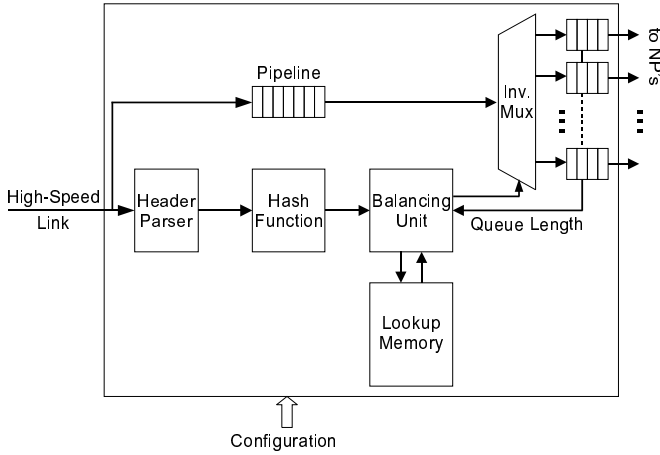 to NP's
Pipeline
Inv.
Mux
High-Speed
Link
Header
Parser
Hash
Function
Balancing
Unit
Queue Length
Lookup
Memory
Configuration